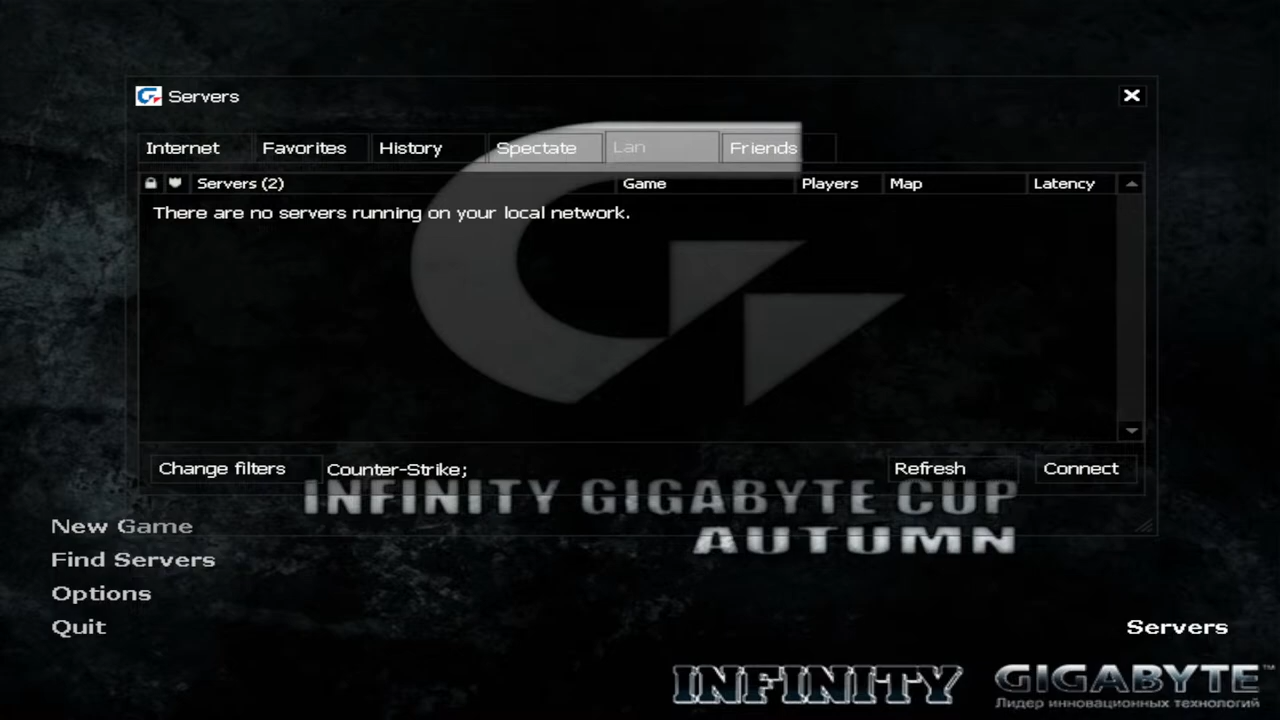 Servers
Internet Favorites History Spectate Lan Friends
Servers (2) Game Players Map Latency
There are no servers running on your local network.
Change filters Counter-Strike; Refresh Connect
INFINITY GIGABYTE CUP
AUTUMN
New Game
Find Servers
Options
Quit
Servers
INFINITY GIGABYTE™
Лидер инновационных технологий